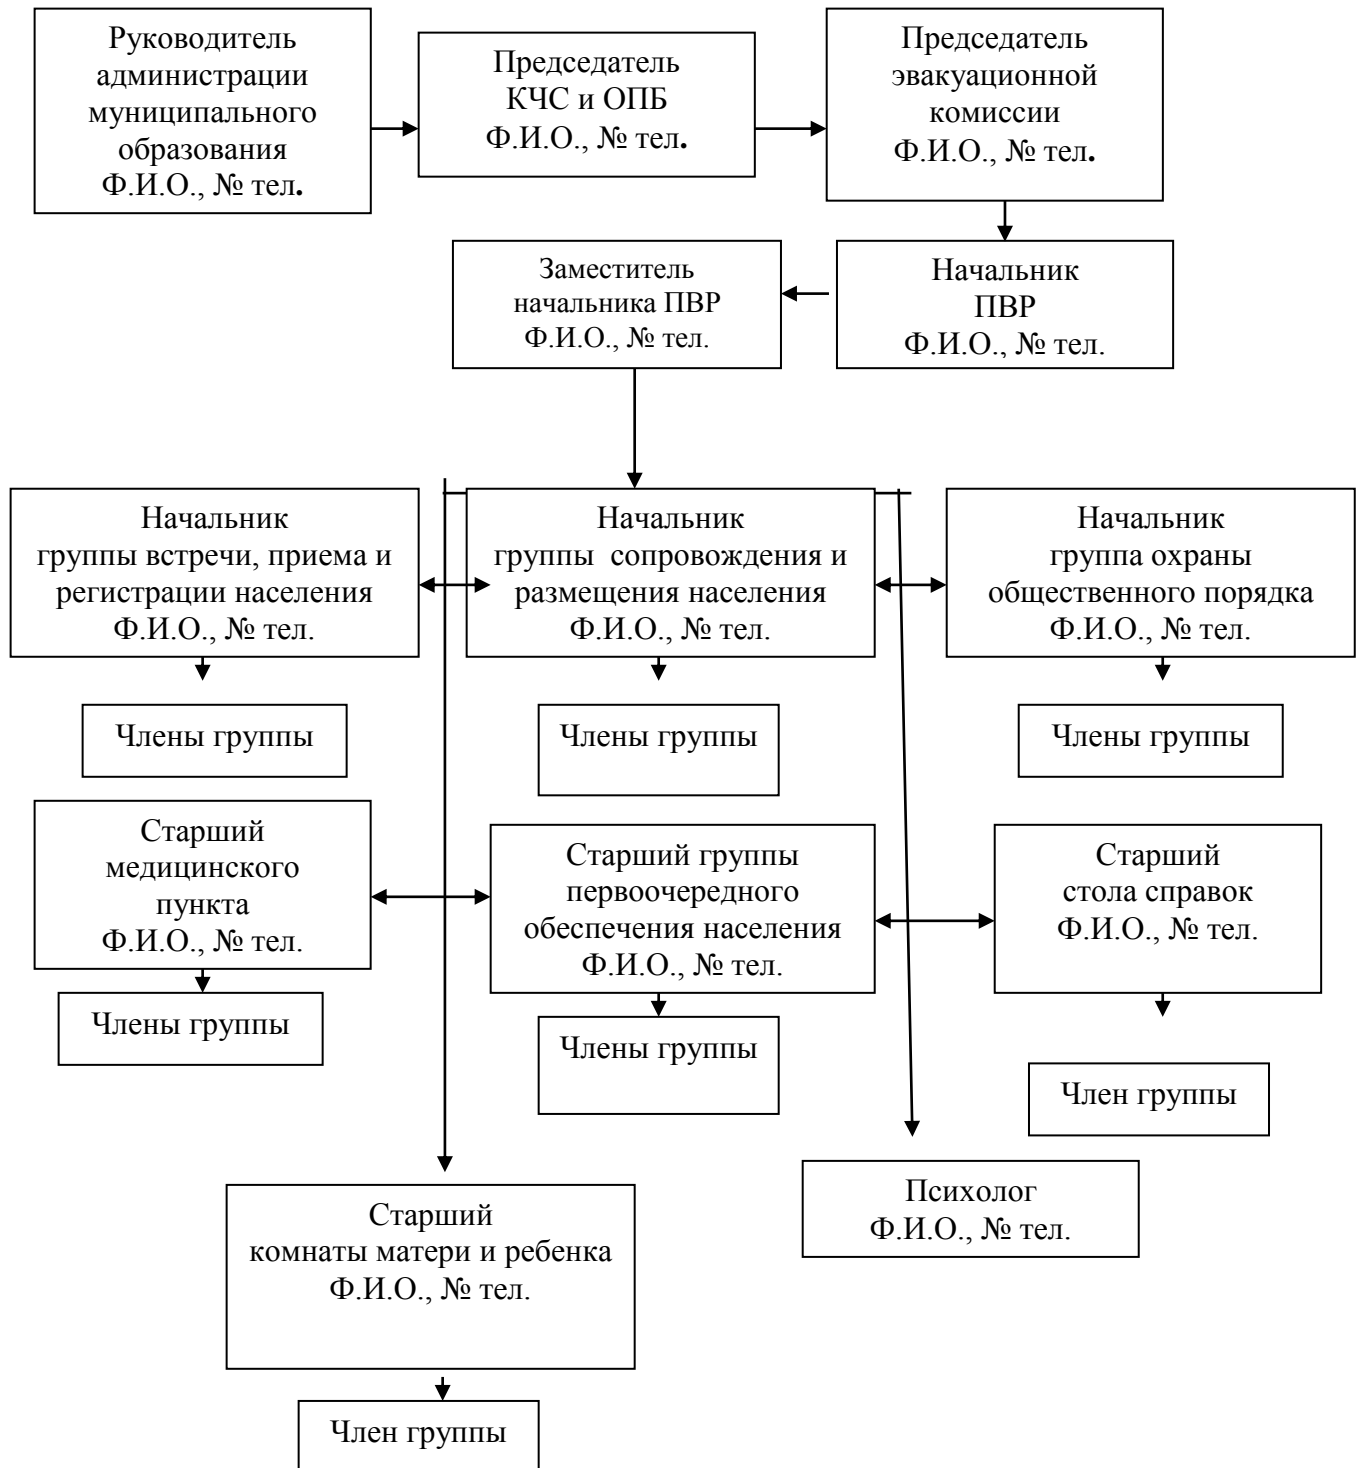 Руководитель
администрации
муниципального
образования
Ф.И.О., № тел.
Председатель
КЧС и ОПБ
Ф.И.О., № тел.
Председатель
эвакуационной
комиссии
Ф.И.О., № тел.
Заместитель
начальника ПВР
Ф.И.О., № тел.
Начальник
ПВР
Ф.И.О., № тел.
Начальник
группы встречи, приема и
регистрации населения
Ф.И.О., № тел.
Начальник
группы сопровождения и
размещения населения
Ф.И.О., № тел.
Начальник
группа охраны
общественного порядка
Ф.И.О., № тел.
Члены группы
Члены группы
Члены группы
Старший
медицинского
пункта
Ф.И.О., № тел.
Старший группы
первоочередного
обеспечения населения
Ф.И.О., № тел.
Старший
стола справок
Ф.И.О., № тел.
Члены группы
Члены группы
Член группы
Старший
комнаты матери и ребенка
Ф.И.О., № тел.
Психолог
Ф.И.О., № тел.
Член группы